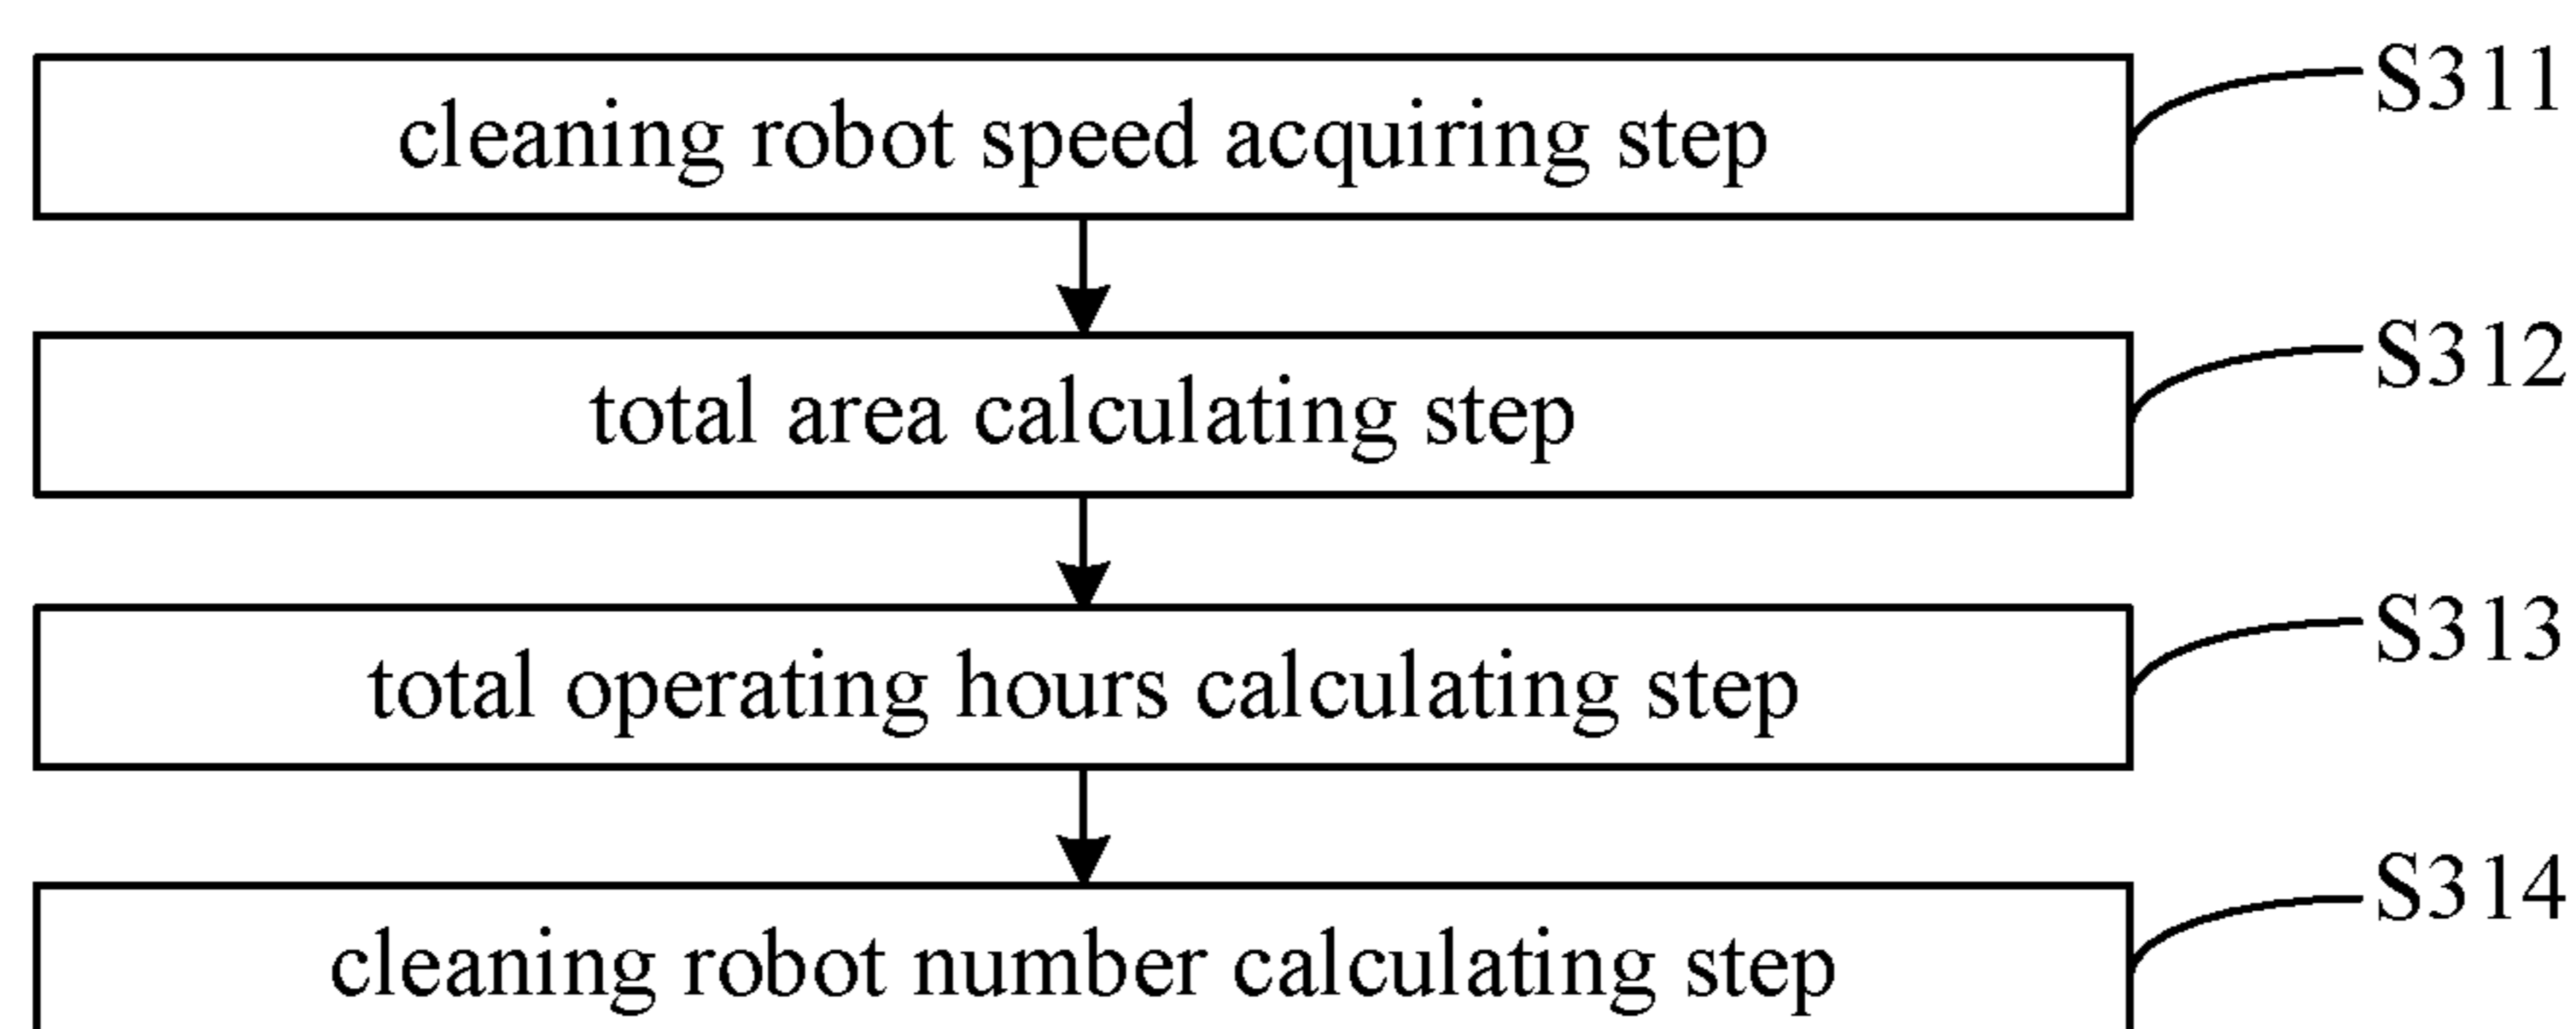 cleaning robot speed acquiring step
S311
total area calculating step
S312
total operating hours calculating step
S313
cleaning robot number calculating step
S314